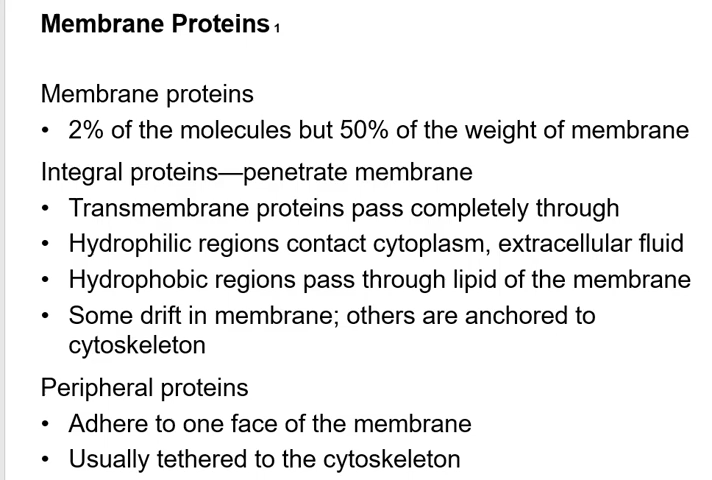 Membrane Proteins 1
Membrane proteins
• 2% of the molecules but 50% of the weight of membrane
Integral proteins—penetrate membrane
• Transmembrane proteins pass completely through
• Hydrophilic regions contact cytoplasm, extracellular fluid
• Hydrophobic regions pass through lipid of the membrane
• Some drift in membrane; others are anchored to
cytoskeleton
Peripheral proteins
• Adhere to one face of the membrane
• Usually tethered to the cytoskeleton